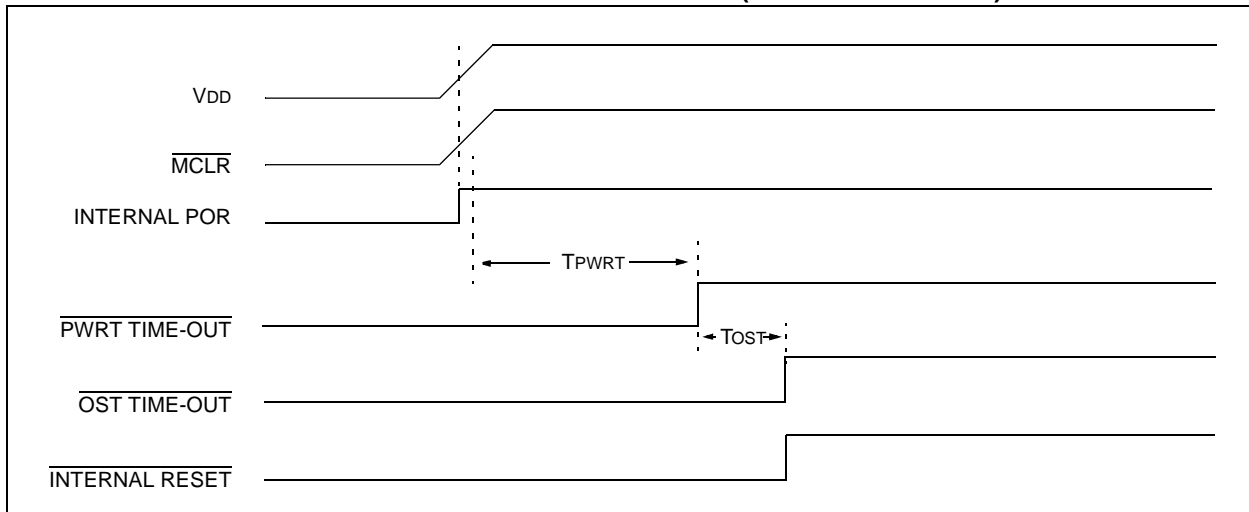 VDD
MCLR
INTERNAL POR
TPWRT
PWRT TIME-OUT
TOST
OST TIME-OUT
INTERNAL RESET